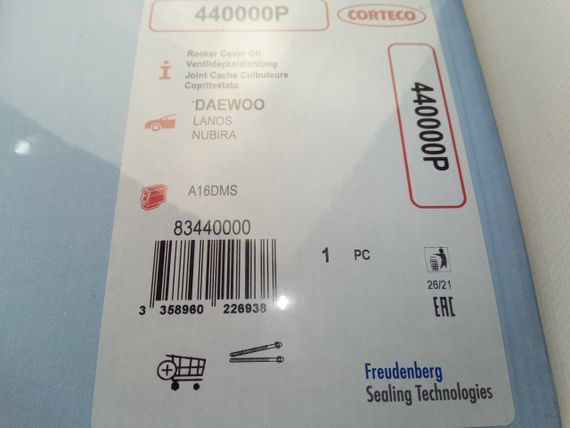 440000P
CORTECO
Rocker Cover GK
Ventildeckeldichtung
Joint Cache Culbuteurs
Copritestata
440000P
DAEWOO
LANOS
NUBIRA
A16DMS
83440000
1 PC
3 358960 226938
26/21
EAC
Freudenberg
Sealing Technologies